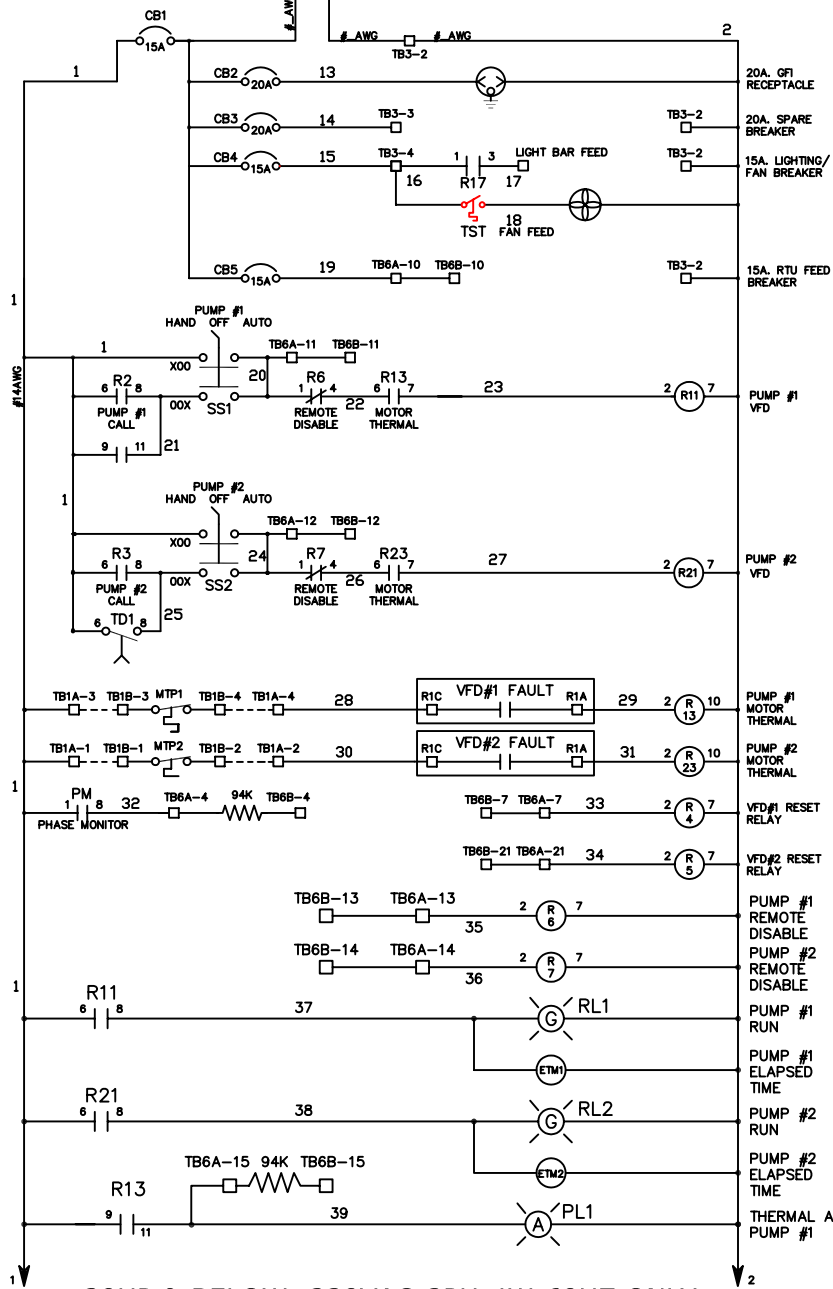 CB1
15A
#_AWG
#_AWG
TB3-2
#_AWG
2
1
CB2
20A
13
20A. GFI
RECEPTACLE
CB3
20A
14
TB3-3
TB3-2
20A. SPARE
BREAKER
CB4
15A
15
TB3-4
1
3
LIGHT BAR FEED
TB3-2
15A. LIGHTING/
FAN BREAKER
16
R17
17
TST
18
FAN FEED
CB5
15A
19
TB6A-10
TB6B-10
TB3-2
15A. RTU FEED
BREAKER
1
#14AWG
PUMP #1
HAND OFF AUTO
1
XOO
TB6A-11
TB6B-11
R2
6
8
PUMP #1
CALL
OOX
SS1
20
R6
1
4
REMOTE
DISABLE
22
R13
6
7
MOTOR
THERMAL
23
2
R11
7
PUMP #1
VFD
9
11
21
1
PUMP #2
HAND OFF AUTO
XOO
TB6A-12
TB6B-12
R3
6
8
PUMP #2
CALL
OOX
SS2
24
R7
1
4
REMOTE
DISABLE
26
R23
6
7
MOTOR
THERMAL
27
2
R21
7
PUMP #2
VFD
TD1
6
8
25
TB1A-3
TB1B-3
MTP1
TB1B-4
TB1A-4
28
R1C
VFD#1 FAULT
R1A
29
2
R
13
10
PUMP #1
MOTOR
THERMAL
TB1A-1
TB1B-1
MTP2
TB1B-2
TB1A-2
30
R1C
VFD#2 FAULT
R1A
31
2
R
23
10
PUMP #2
MOTOR
THERMAL
1
PM
1
8
PHASE MONITOR
32
TB6A-4
94K
TB6B-4
TB6B-7
TB6A-7
33
2
R
4
7
VFD#1 RESET
RELAY
TB6B-21
TB6A-21
34
2
R
5
7
VFD#2 RESET
RELAY
TB6B-13
TB6A-13
35
2
R
6
7
PUMP #1
REMOTE
DISABLE
TB6B-14
TB6A-14
36
2
R
7
7
PUMP #2
REMOTE
DISABLE
1
R11
6
8
37
G
RL1
PUMP #1
RUN
ETM1
PUMP #1
ELAPSED
TIME
R21
6
8
38
G
RL2
PUMP #2
RUN
ETM2
PUMP #2
ELAPSED
TIME
TB6A-15
94K
TB6B-15
R13
9
11
39
A
PL1
THERMAL A
PUMP #1
1
2